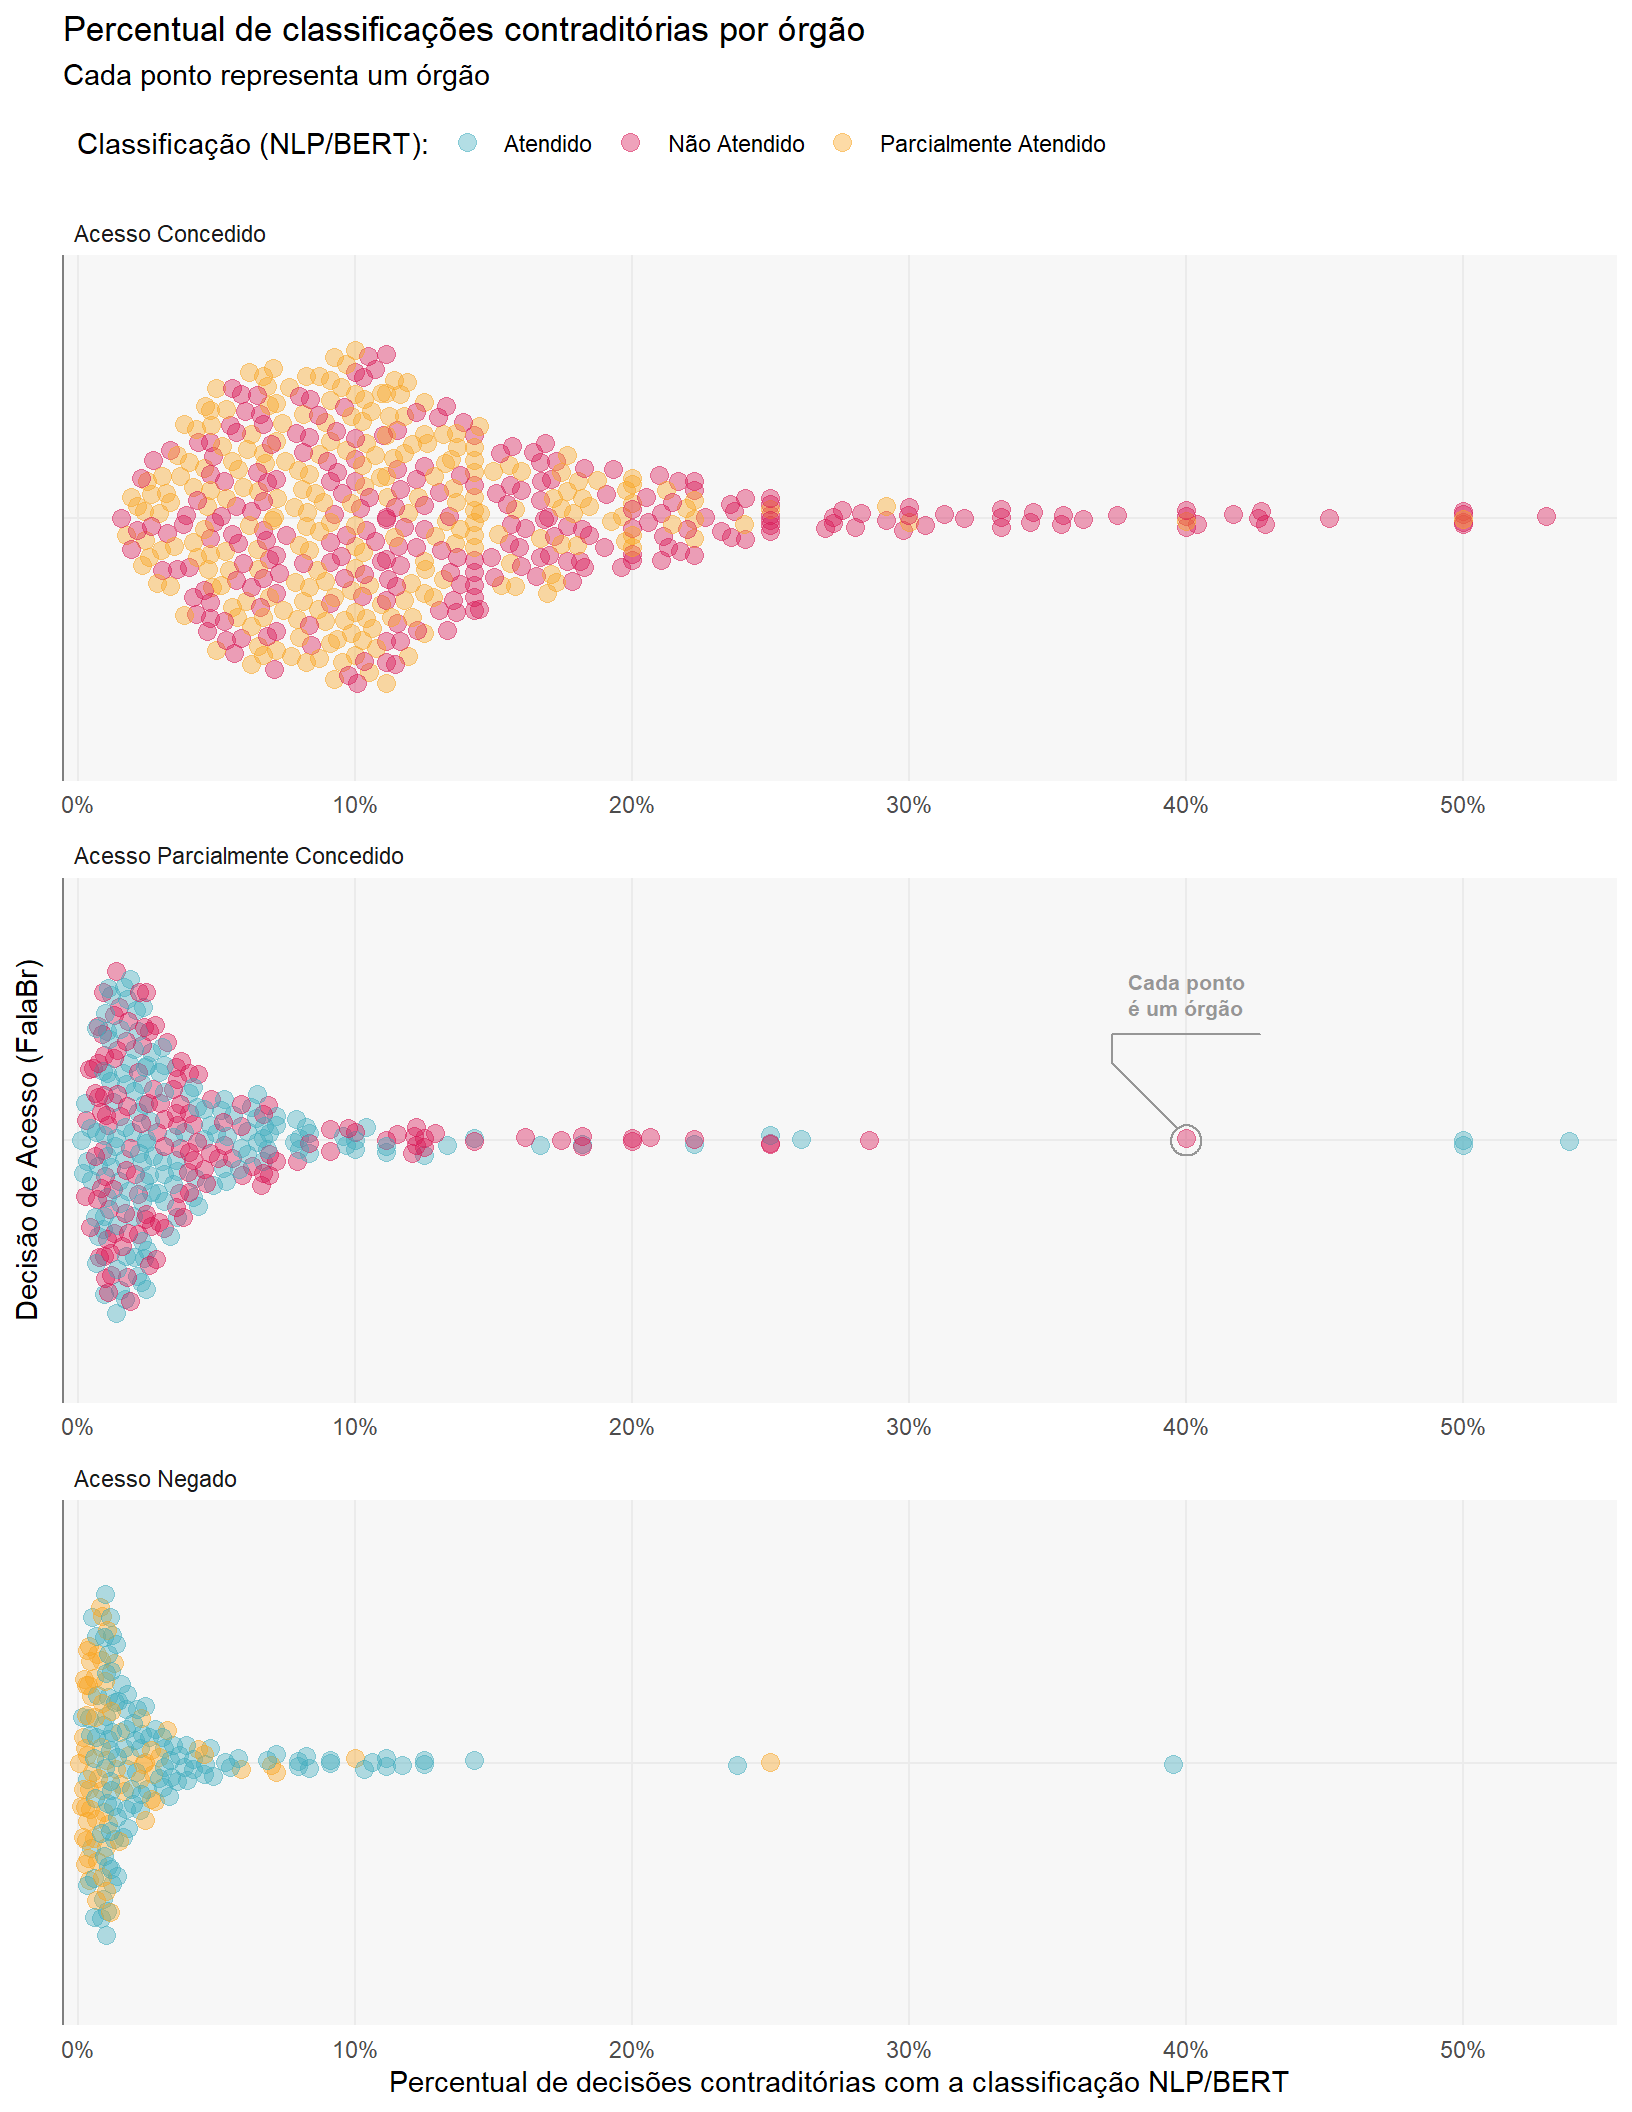 Percentual de classificações contraditórias por órgão
Cada ponto representa um órgão
Classificação (NLP/BERT): Atendido Não Atendido Parcialmente Atendido
Acesso Concedido
0% 10% 20% 30% 40% 50%
Acesso Parcialmente Concedido
Cada ponto
é um órgão
0% 10% 20% 30% 40% 50%
Decisão de Acesso (FalaBr)
Acesso Negado
0% 10% 20% 30% 40% 50%
Percentual de decisões contraditórias com a classificação NLP/BERT